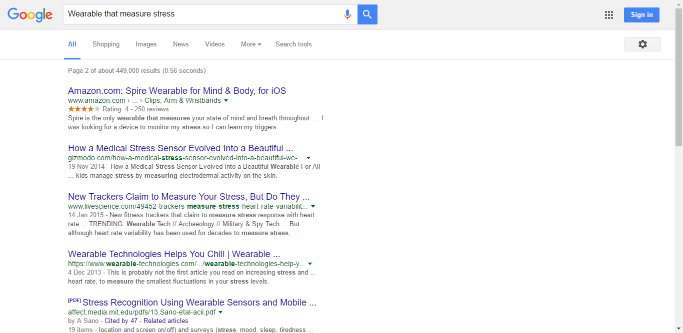 Google
Wearable that measure stress
Sign in
All Shopping Images News Videos More Search tools
Page 2 of about 449,000 results (0.56 seconds)
Amazon.com: Spire Wearable for Mind & Body, for iOS
www.amazon.com › ... › Clips, Arm & Wristbands
Rating: 4 - 250 reviews
Spire is the only wearable that measures your state of mind and breath throughout ... I
was looking for a device to monitor my stress so I can learn my triggers
How a Medical Stress Sensor Evolved Into a Beautiful ...
gizmodo.com/how-a-medical-stress-sensor-evolved-into-a-beautiful-we-...
19 Nov 2014 - How a Medical Stress Sensor Evolved Into a Beautiful Wearable For All
... kids manage stress by measuring electrodermal activity on the skin.
New Trackers Claim to Measure Your Stress, But Do They ...
www.livescience.com/49452-trackers-measure-stress-heart-rate-variabilit...
14 Jan 2015 - New fitness trackers that claim to measure stress response with heart
rate ... TRENDING: Wearable Tech // Archaeology // Military & Spy Tech ... But
although heart rate variability has been used for decades to measure stress, ...
Wearable Technologies Helps You Chill | Wearable ...
https://www.wearable-technologies.com/.../wearable-technologies-help-y...
4 Dec 2013 - This is probably not the first article you read on increasing stress and ...
heart rate, to measure the smallest fluctuations in your stress levels.
[PDF] Stress Recognition Using Wearable Sensors and Mobile ...
affect.media.mit.edu/pdfs/13.Sano-etal-acii.pdf
by A Sano - Cited by 47 - Related articles
19 items - location and screen on/off) and surveys (stress, mood, sleep, tiredness ...